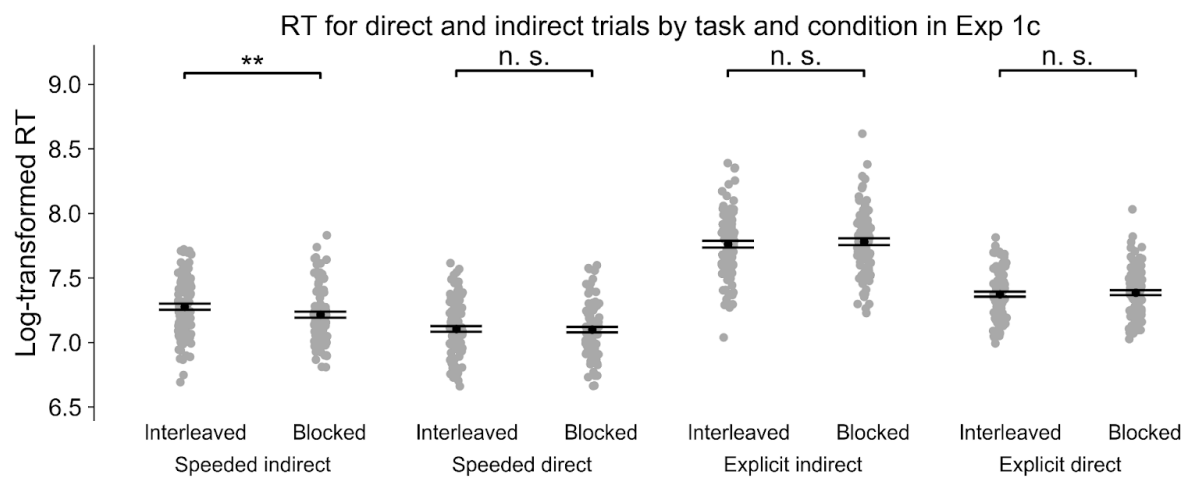 RT for direct and indirect trials by task and condition in Exp 1c
** n. s. n. s. n. s.
Log-transformed RT
9.0
8.5
8.0
7.5
7.0
6.5
Interleaved Blocked Interleaved Blocked Interleaved Blocked Interleaved Blocked
Speeded indirect Speeded direct Explicit indirect Explicit direct